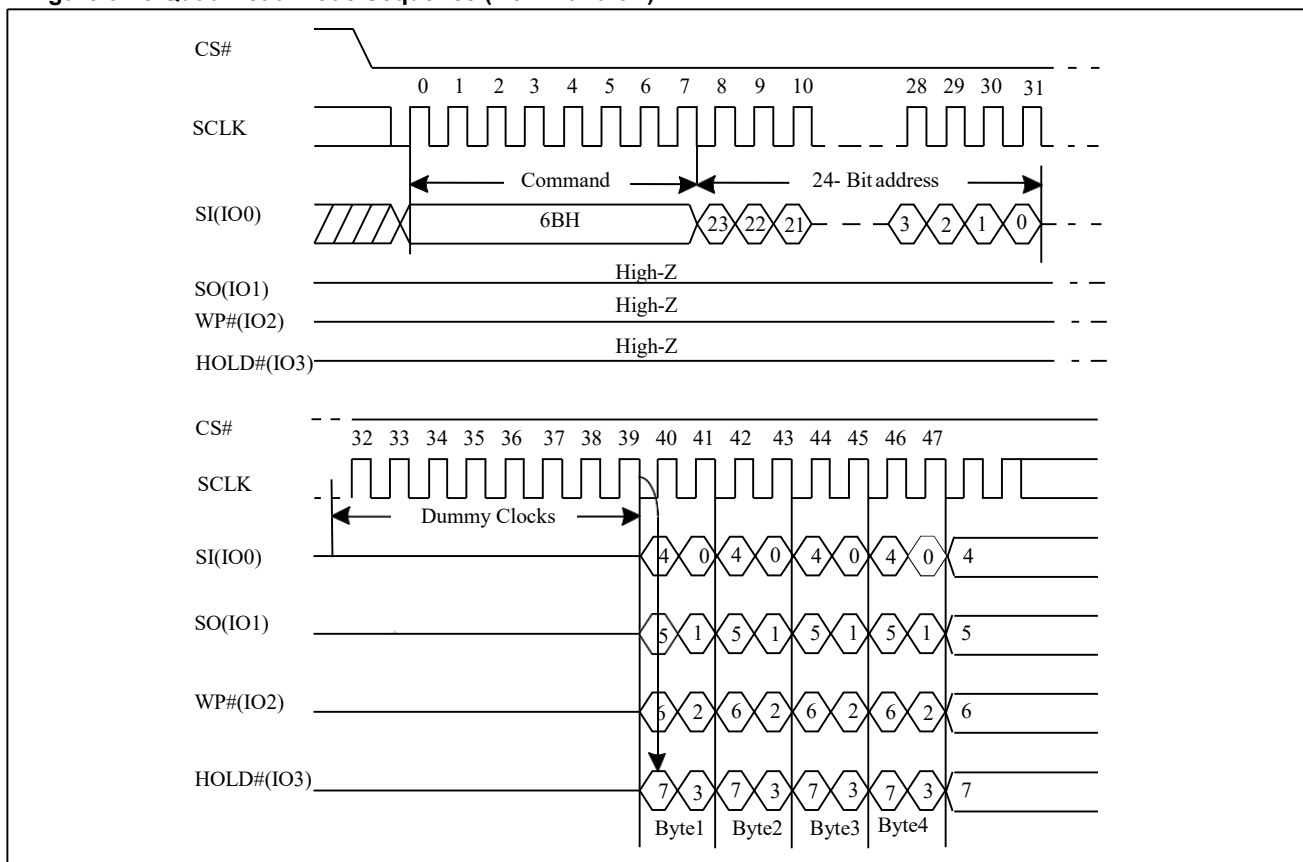 CS#
0 1 2 3 4 5 6 7 8 9 10 28 29 30 31
SCLK
Command 24- Bit address
SI(IO0) 6BH 23 22 21 3 2 1 0
High-Z
SO(IO1)
High-Z
WP#(IO2)
High-Z
HOLD#(IO3)
CS#
32 33 34 35 36 37 38 39 40 41 42 43 44 45 46 47
SCLK
Dummy Clocks
SI(IO0) 4 0 4 0 4 0 4 0 4
SO(IO1) 5 1 5 1 5 1 5 1 5
WP#(IO2) 6 2 6 2 6 2 6 2 6
HOLD#(IO3) 7 3 7 3 7 3 7 3 7
Byte1 Byte2 Byte3 Byte4